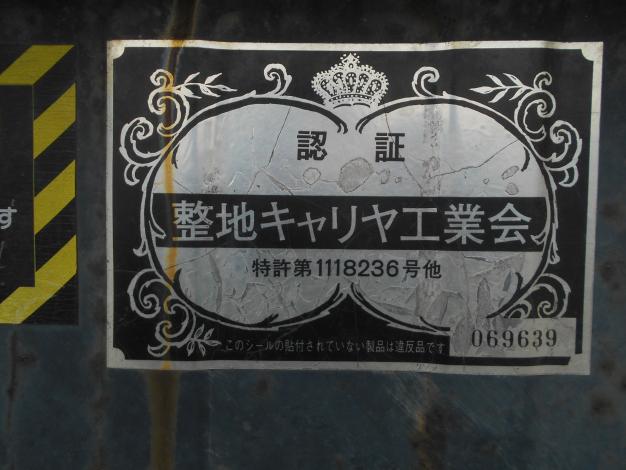 認証
整地キャリヤ工業会
特許第1118236号他
このシールの貼付されていない製品は違反品です
069639
す